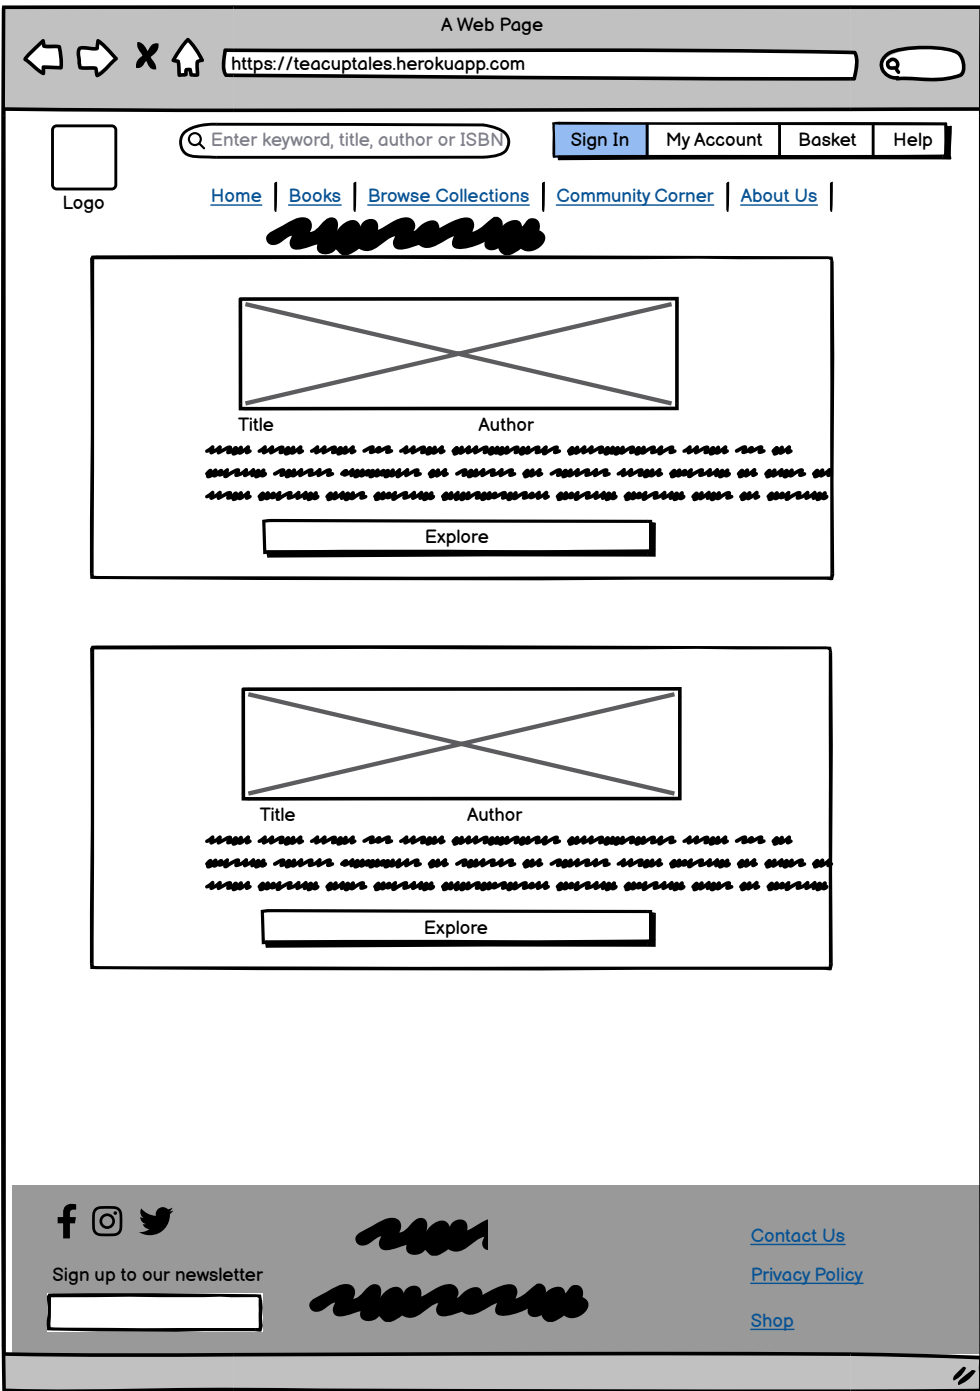 A Web Page
https://teacuptales.herokuapp.com
Enter keyword, title, author or ISBN
Sign In My Account Basket Help
Logo
Home Books Browse Collections Community Corner About Us
Title Author
Explore
Title Author
Explore
Contact Us
Sign up to our newsletter
Privacy Policy
Shop